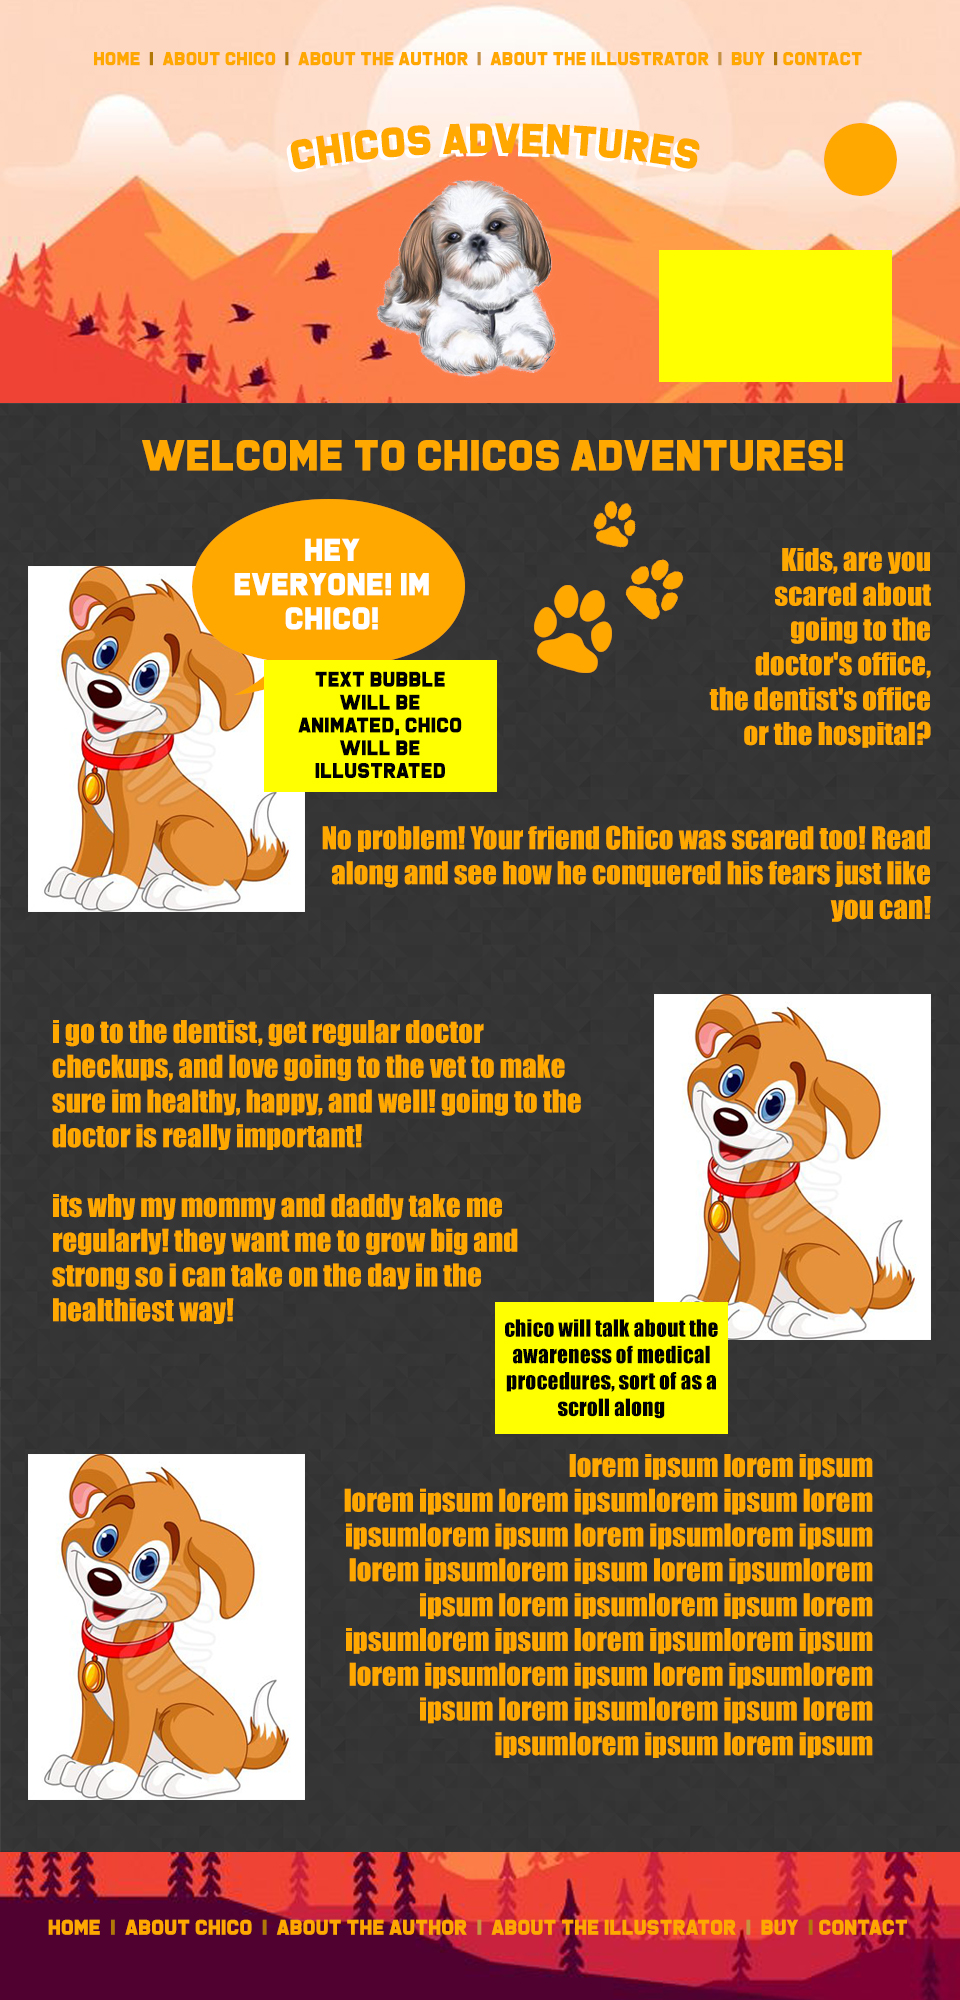 HOME I ABOUT CHICO I ABOUT THE AUTHOR I ABOUT THE ILLUSTRATOR I BUY I CONTACT
CHICOS ADVENTURES
WELCOME TO CHICOS ADVENTURES!
HEY
EVERYONE! IM
CHICO!
TEXT BUBBLE
WILL BE
ANIMATED, CHICO
WILL BE
ILLUSTRATED
Kids, are you
scared about
going to the
doctor's office,
the dentist's office
or the hospital?
No problem! Your friend Chico was scared too! Read
along and see how he conquered his fears just like
you can!
i go to the dentist, get regular doctor
checkups, and love going to the vet to make
sure im healthy, happy, and well! going to the
doctor is really important!
its why my mommy and daddy take me
regularly! they want me to grow big and
strong so i can take on the day in the
healthiest way!
chico will talk about the
awareness of medical
procedures, sort of as a
scroll along
lorem ipsum lorem ipsum
lorem ipsum lorem ipsumlorem ipsum lorem
ipsumlorem ipsum lorem ipsumlorem ipsum
lorem ipsumlorem ipsum lorem ipsumlorem
ipsum lorem ipsumlorem ipsum lorem
ipsumlorem ipsum lorem ipsumlorem ipsum
lorem ipsumlorem ipsum lorem ipsumlorem
ipsum lorem ipsumlorem ipsum lorem
ipsumlorem ipsum lorem ipsum
HOME I ABOUT CHICO I ABOUT THE AUTHOR I ABOUT THE ILLUSTRATOR I BUY I CONTACT